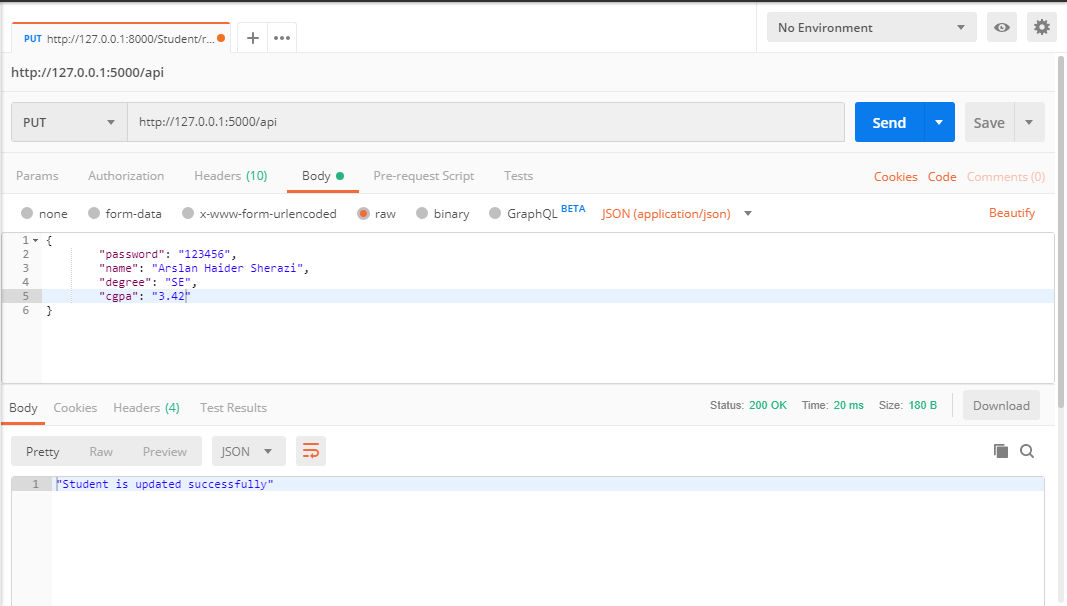 PUT http://127.0.0.1:8000/Student/r...
No Environment
http://127.0.0.1:5000/api
PUT http://127.0.0.1:5000/api Send Save
Params Authorization Headers (10) Body Pre-request Script Tests Cookies Code Comments (0)
none form-data x-www-form-urlencoded raw binary GraphQL BETA JSON (application/json) Beautify
1 {
2 "password": "123456",
3 "name": "Arslan Haider Sherazi",
4 "degree": "SE",
5 "cgpa": "3.42"
6 }
Body Cookies Headers (4) Test Results Status: 200 OK Time: 20 ms Size: 180 B Download
Pretty Raw Preview JSON
1 "Student is updated successfully"